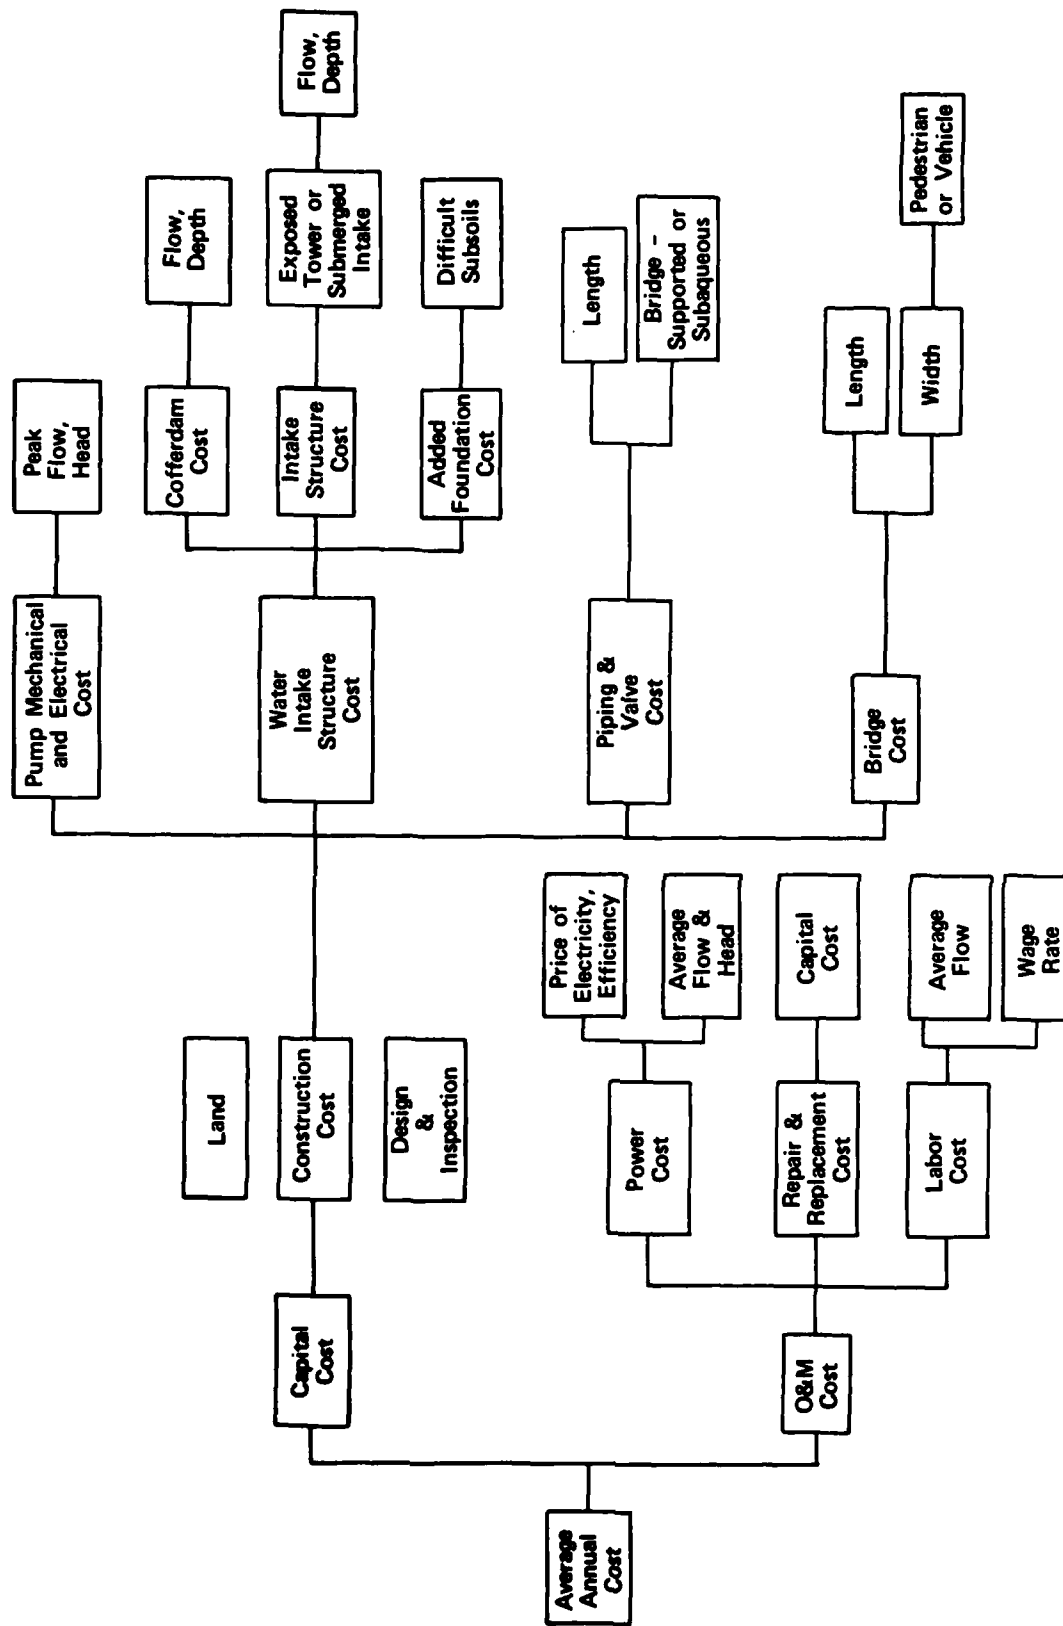 Average
Annual
Cost
Capital
Cost
O&M
Cost
Land
Construction
Cost
Design
&
Inspection
Power
Cost
Repair &
Replacement
Cost
Labor
Cost
Price of
Electricity,
Efficiency
Average
Flow &
Head
Capital
Cost
Average
Flow
Wage
Rate
Pump Mechanical
and Electrical
Cost
Water
Intake
Structure
Cost
Piping &
Valve
Cost
Bridge
Cost
Peak
Flow,
Head
Cofferdam
Cost
Intake
Structure
Cost
Added
Foundation
Cost
Flow,
Depth
Exposed
Tower or
Submerged
Intake
Difficult
Subsoils
Flow,
Depth
Length
Bridge –
Supported or
Subaqueous
Length
Width
Pedestrian
or Vehicle